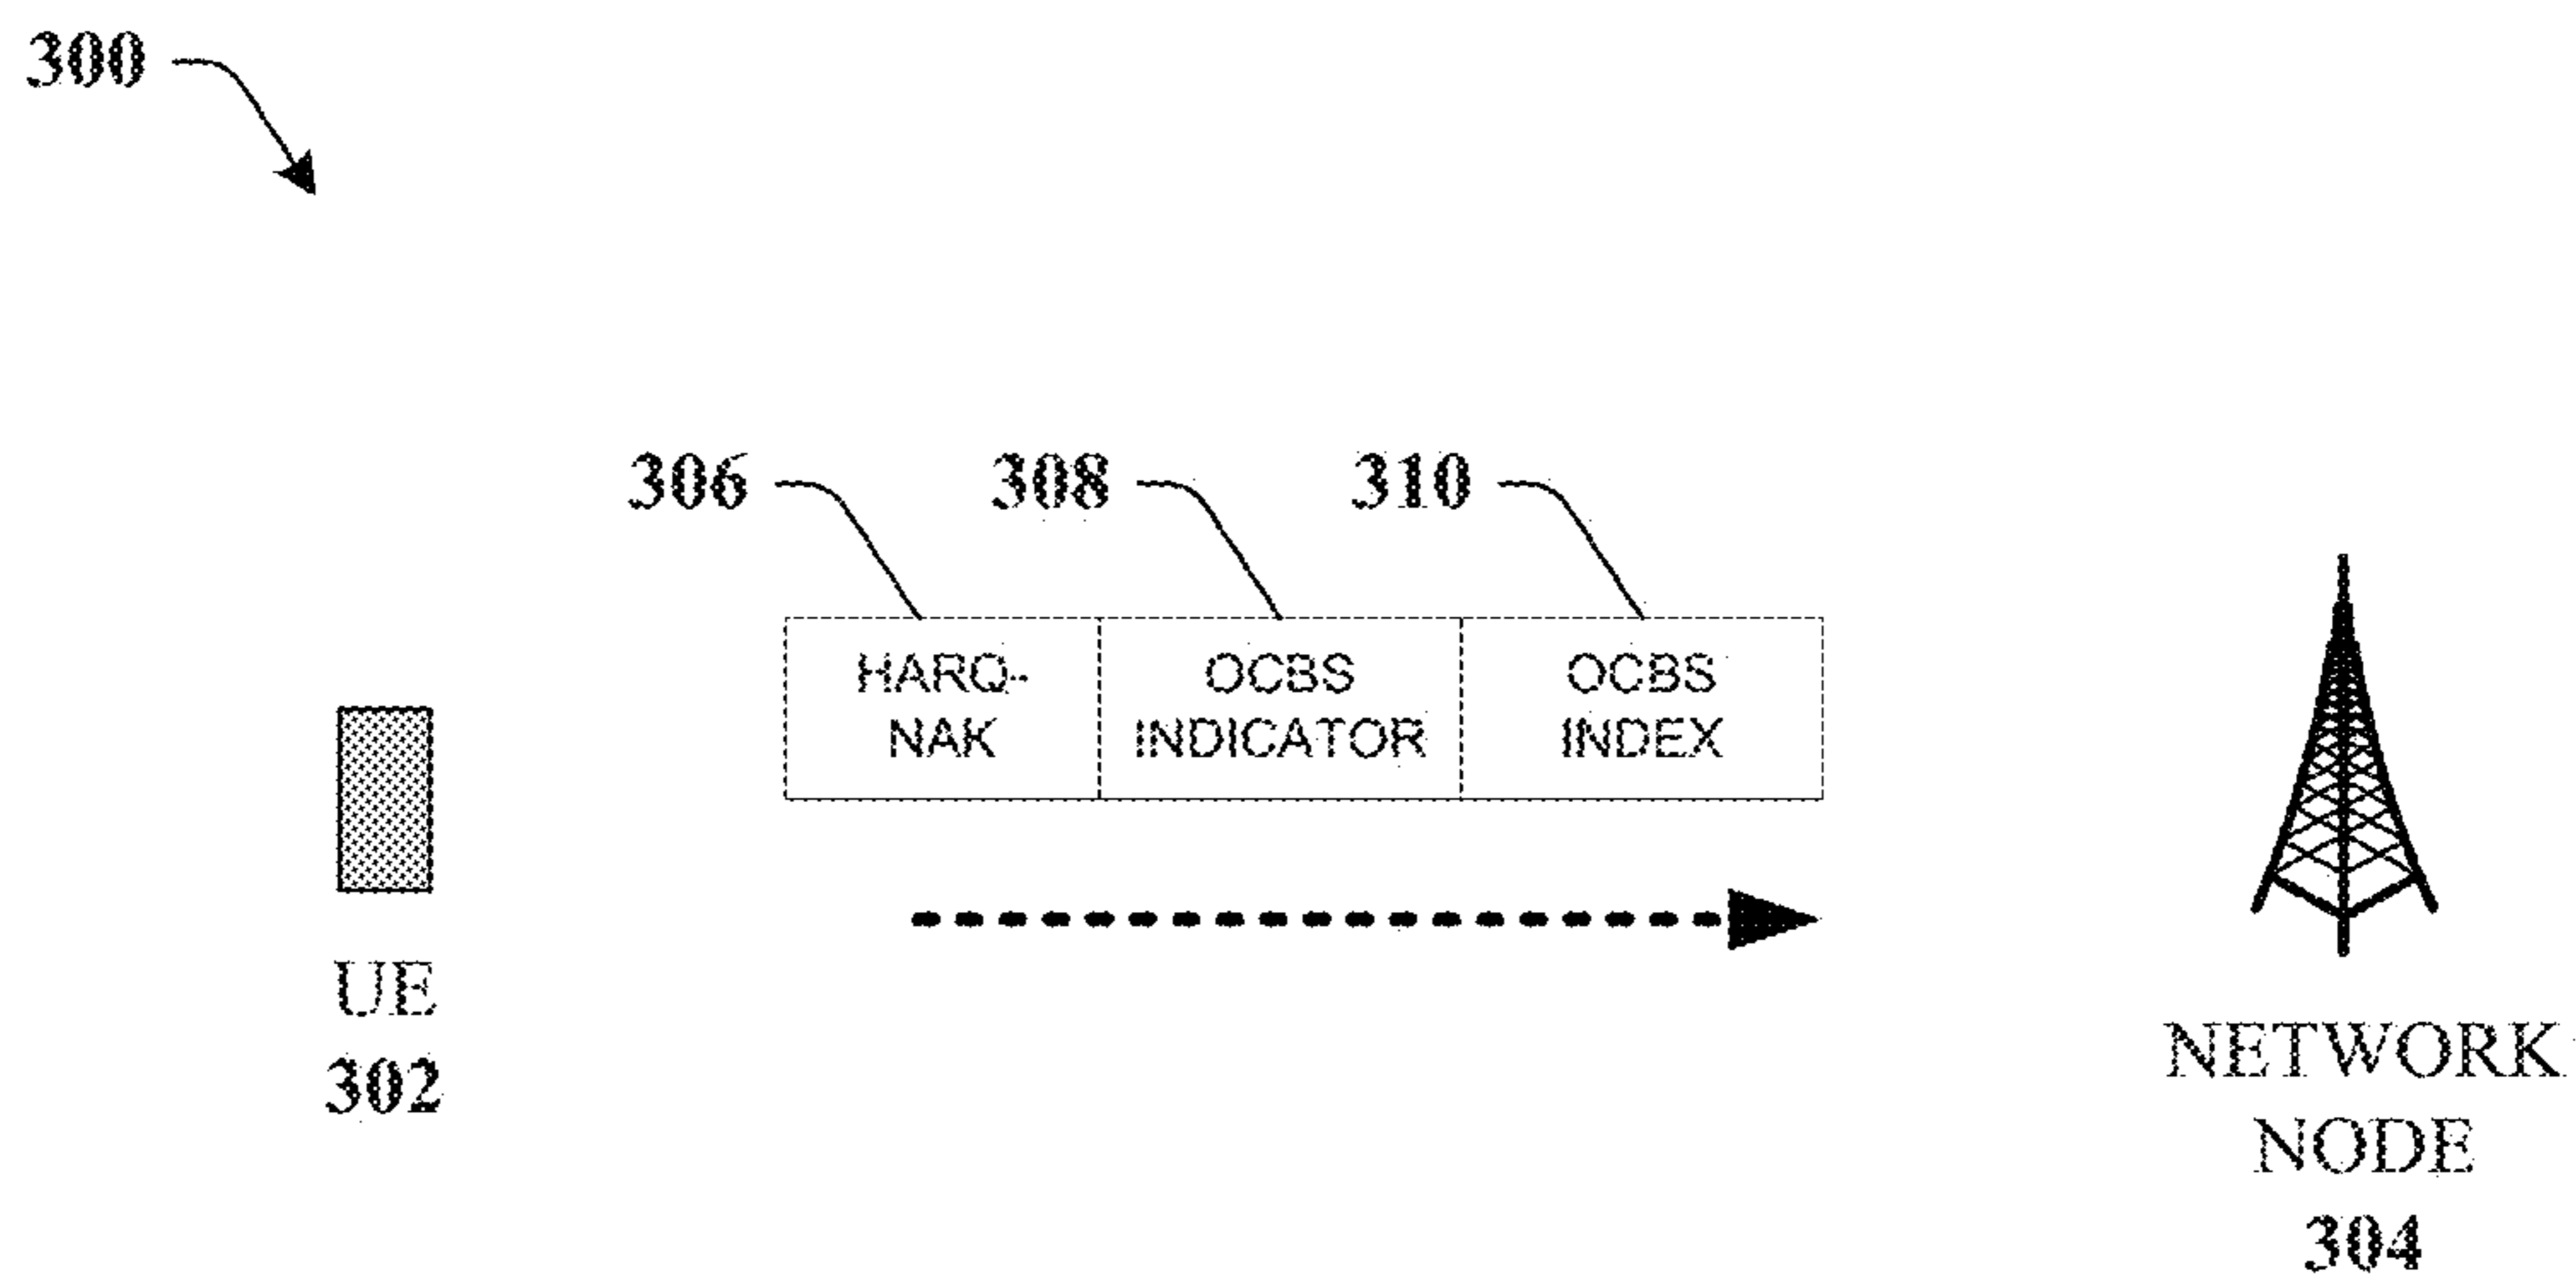 300
306 308 310
HARQ- OCBS OCBS
NAK INDICATOR INDEX
UE
302
NETWORK
NODE
304